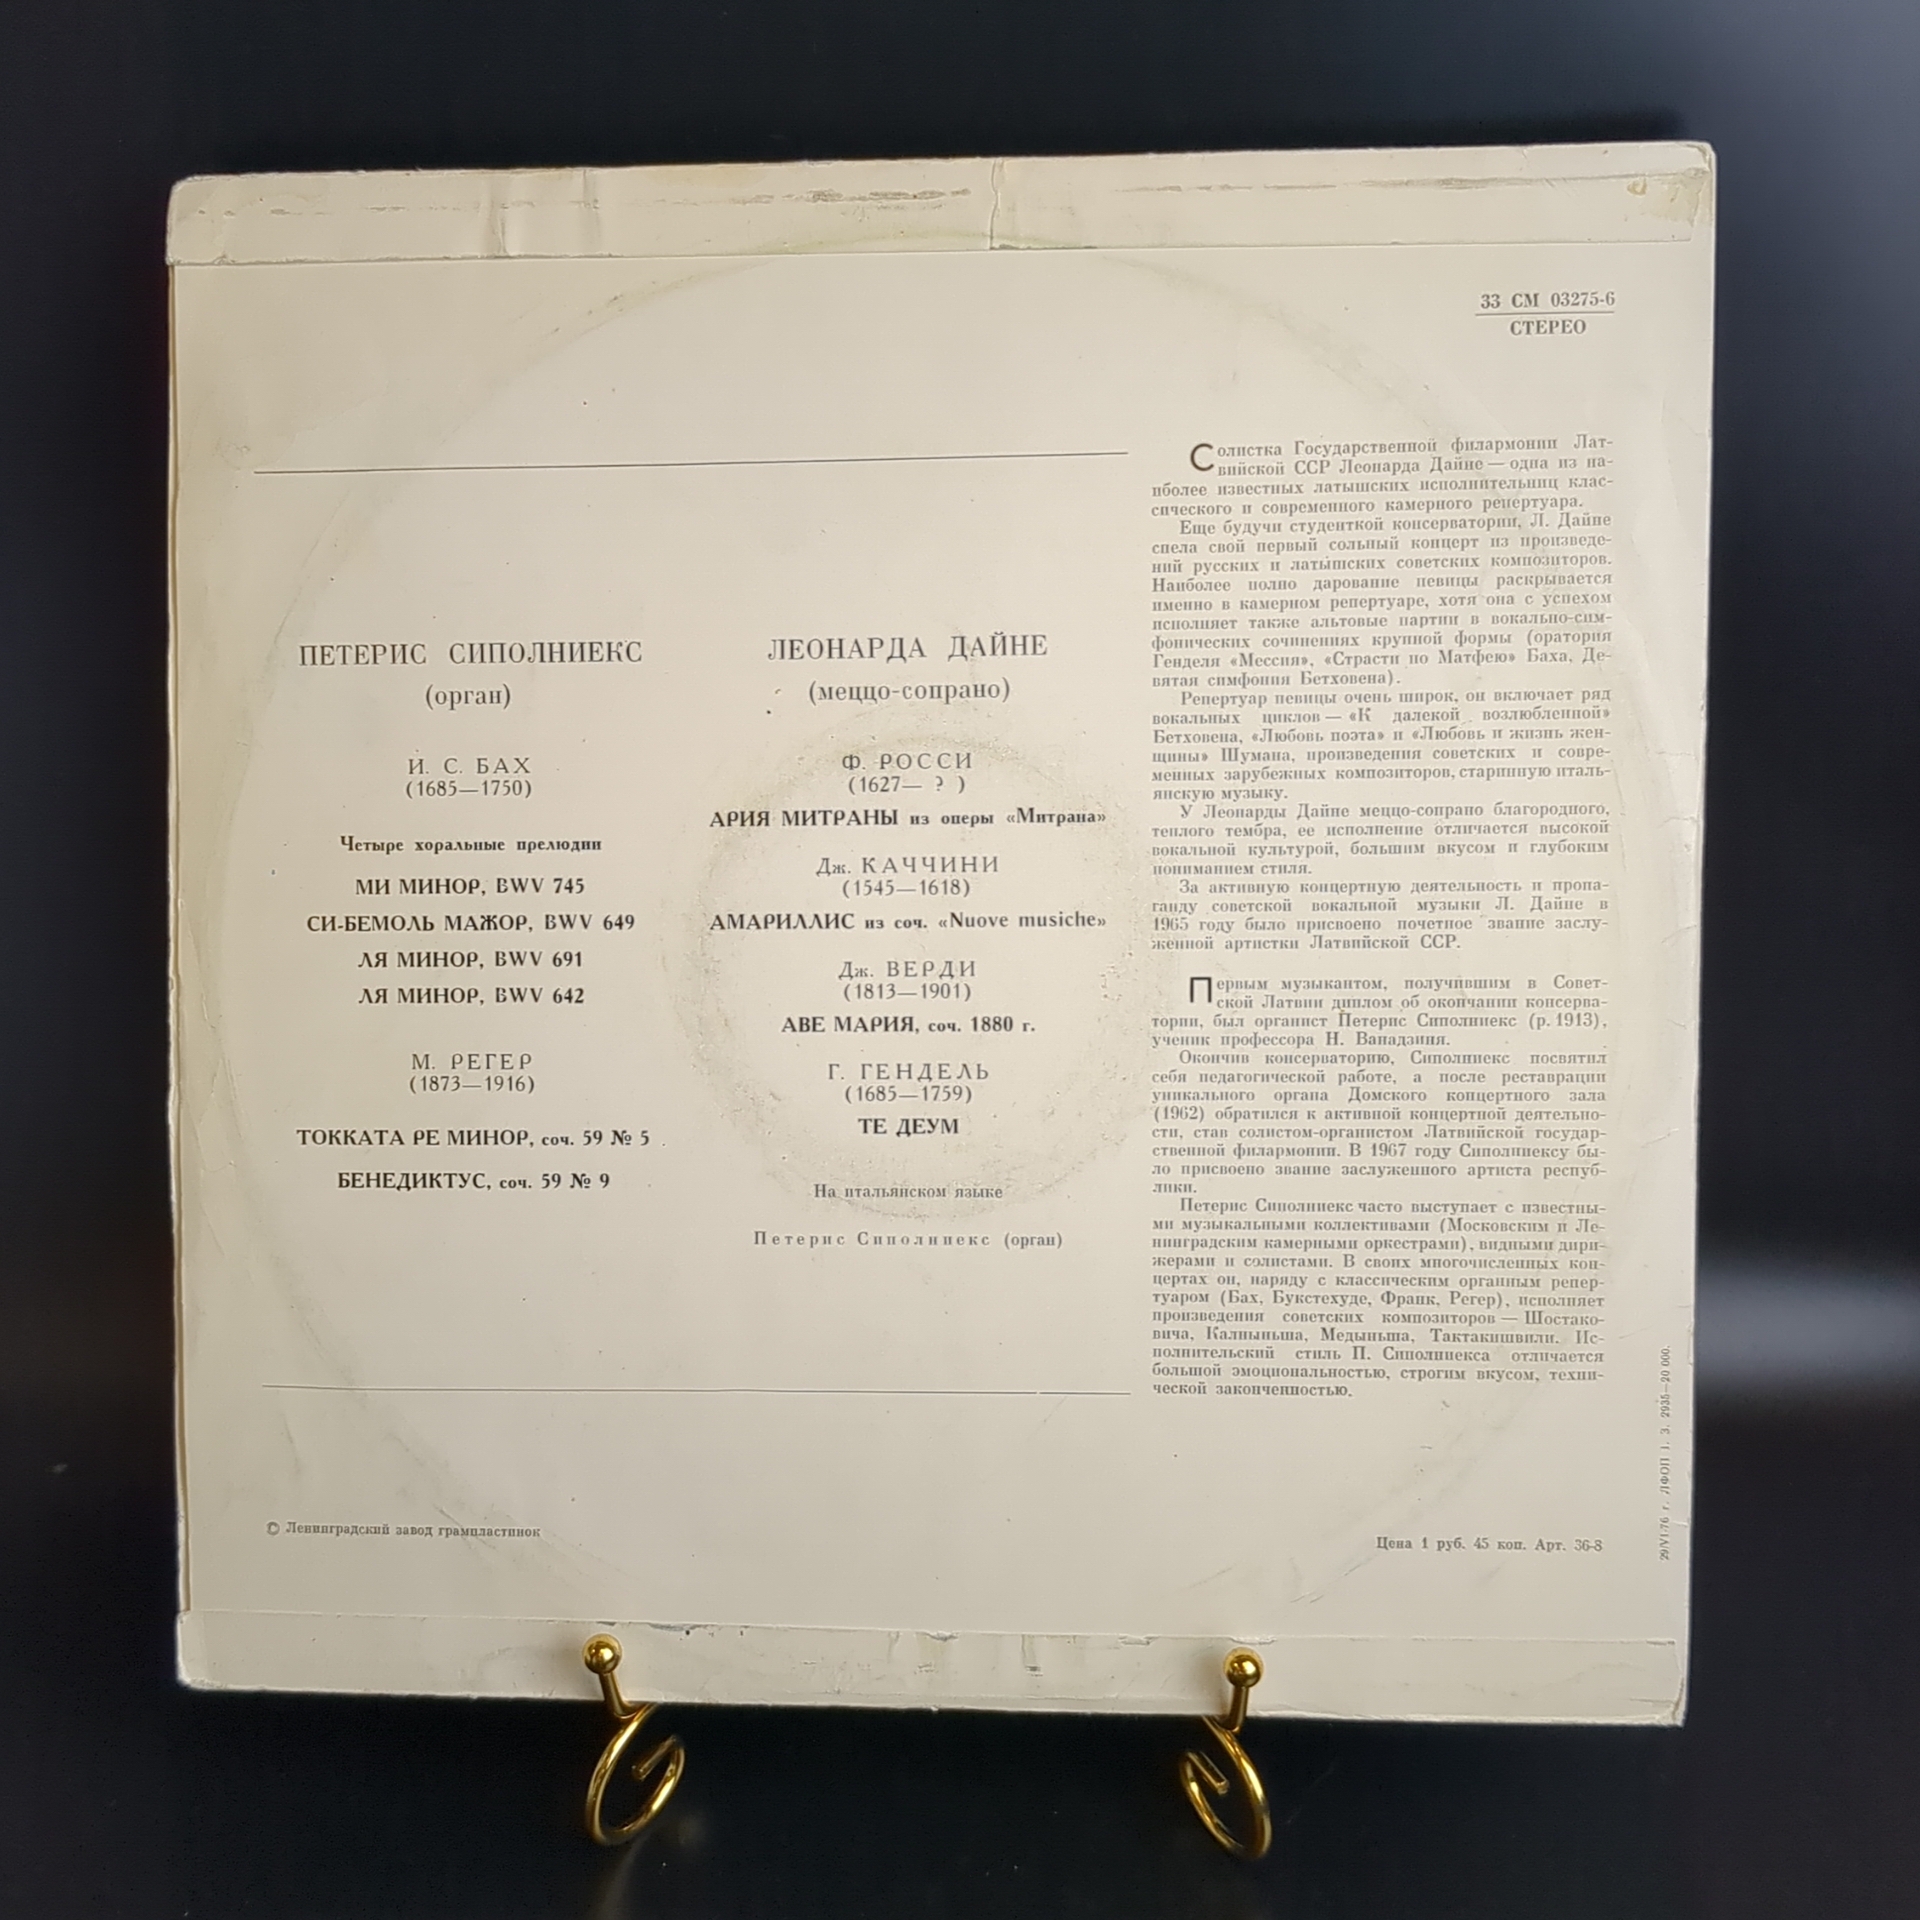 33 СМ 03275-6
СТЕРЕО
ПЕТЕРИС СИПОЛНИЕКС
(орган)
И. С. БАХ
(1685—1750)
Четыре хоральные прелюдии
МИ МИНОР, BWV 745
СИ-БЕМОЛЬ МАЖОР, BWV 649
ЛЯ МИНОР, BWV 691
ЛЯ МИНОР, BWV 642
М. РЕГЕР
(1873—1916)
ТОККАТА РЕ МИНОР, соч. 59 № 5
БЕНЕДИКТУС, соч. 59 № 9
ЛЕОНАРДА ДАЙНЕ
(меццо-сопрано)
Ф. РОССИ
(1627— ? )
АРИЯ МИТРАНЫ из оперы «Митрана»
Дж. КАЧЧИНИ
(1545—1618)
АМАРИЛЛИС из соч. «Nuove musiche»
Дж. ВЕРДИ
(1813—1901)
АВЕ МАРИЯ, соч. 1880 г.
Г. ГЕНДЕЛЬ
(1685—1759)
ТЕ ДЕУМ
На итальянском языке
Петерис Сиполниекс (орган)
Солистка Государственной филармонии Лат-
вийской ССР Леонарда Дайне — одна из на-
иболее известных латышских исполнительниц клас-
сического и современного камерного репертуара.
Еще будучи студенткой консерватории, Л. Дайне
спела свой первый сольный концерт из произведе-
ний русских и латышских советских композиторов.
Наиболее полно дарование певицы раскрывается
именно в камерном репертуаре, хотя она с успехом
исполняет также альтовые партии в вокально-сим-
фонических сочинениях крупной формы (оратория
Генделя «Мессия», «Страсти по Матфею» Баха, Де-
вятая симфония Бетховена).
Репертуар певицы очень широк, он включает ряд
вокальных циклов — «К далекой возлюбленной»
Бетховена, «Любовь поэта» и «Любовь и жизнь жен-
щины» Шумана, произведения советских и совре-
менных зарубежных композиторов, старинную италь-
янскую музыку.
У Леонарды Дайне меццо-сопрано благородного,
теплого тембра, ее исполнение отличается высокой
вокальной культурой, большим вкусом и глубоким
пониманием стиля.
За активную концертную деятельность и пропа-
ганду советской вокальной музыки Л. Дайне в
1965 году было присвоено почетное звание заслу-
женной артистки Латвийской ССР.
Первым музыкантом, получившим в Совет-
ской Латвии диплом об окончании консерва-
тории, был органист Петерис Сиполниекс (р. 1913),
ученик профессора Н. Ванадзиня.
Окончив консерваторию, Сиполниекс посвятил
себя педагогической работе, а после реставрации
уникального органа Домского концертного зала
(1962) обратился к активной концертной деятельно-
сти, став солистом-органистом Латвийской государ-
ственной филармонии. В 1967 году Сиполниексу бы-
ло присвоено звание заслуженного артиста респуб-
лики.
Петерис Сиполниекс часто выступает с известны-
ми музыкальными коллективами (Московским и Ле-
нинградским камерными оркестрами), видными дири-
жерами и солистами. В своих многочисленных кон-
цертах он, наряду с классическим органным репер-
туаром (Бах, Букстехуде, Франк, Регер), исполняет
произведения советских композиторов — Шостако-
вича, Калныньша, Медыньша, Тактакишвили. Ис-
полнительский стиль П. Сиполниекса отличается
большой эмоциональностью, строгим вкусом, техни-
ческой законченностью.
© Ленинградский завод грампластинок
Цена 1 руб. 45 коп. Арт. 36-8
29/VI-76 г. ЛФОП 1. З. 2935—20 000.